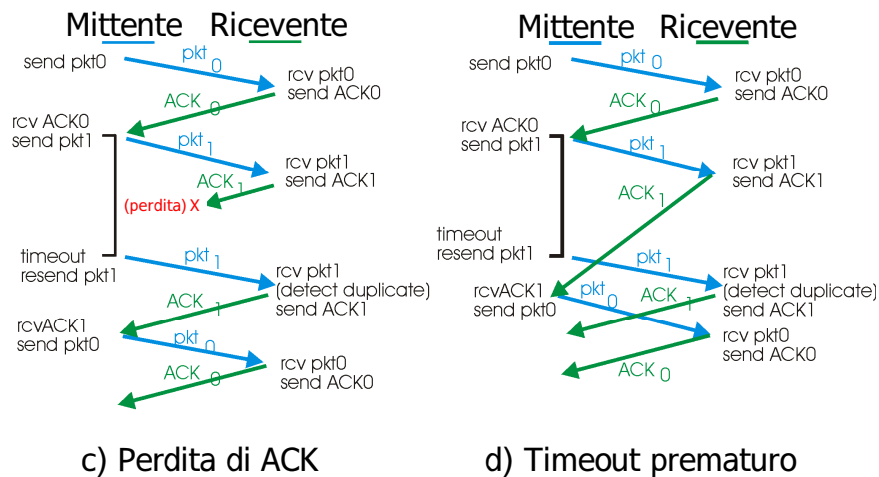 Mittente Ricevente
send pkt0
pkt 0
rcv pkt0
send ACK0
ACK 0
rcv ACK0
send pkt1
pkt 1
rcv pkt1
send ACK1
ACK 1
(perdita) X
timeout
resend pkt1
pkt 1
rcv pkt1
(detect duplicate)
send ACK1
ACK 1
rcvACK1
send pkt0
pkt 0
rcv pkt0
send ACK0
ACK 0
c) Perdita di ACK
Mittente Ricevente
send pkt0
pkt 0
rcv pkt0
send ACK0
ACK 0
rcv ACK0
send pkt1
pkt 1
rcv pkt1
send ACK1
ACK 1
timeout
resend pkt1
pkt 1
rcv pkt1
(detect duplicate)
send ACK1
rcvACK1
send pkt0
pkt 0
ACK 1
rcv pkt0
send ACK0
ACK 0
d) Timeout prematuro